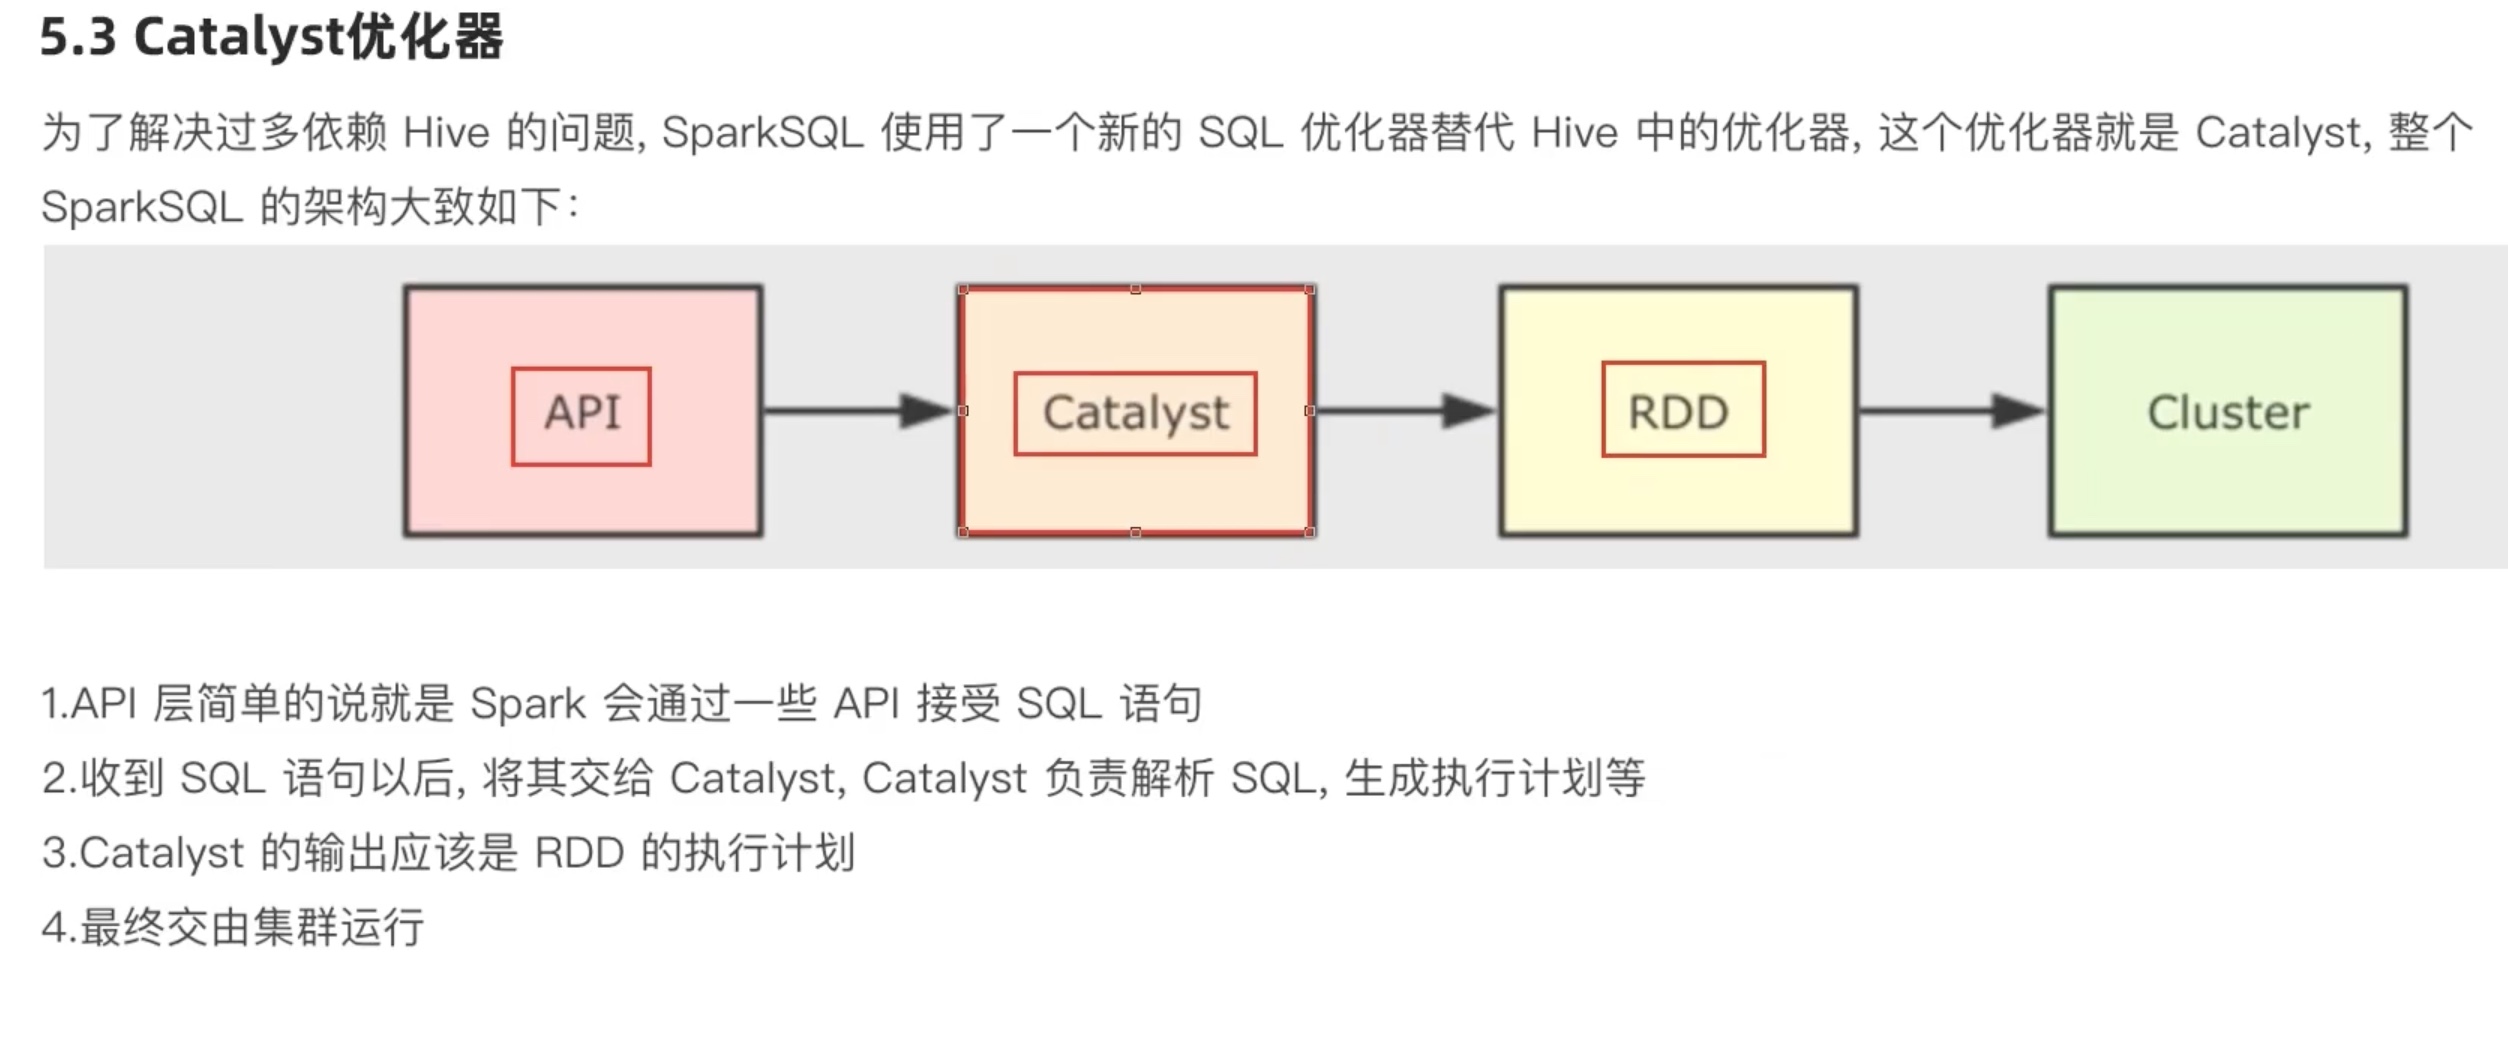 5.3 Catalyst优化器
为了解决过多依赖 Hive 的问题, SparkSQL 使用了一个新的 SQL 优化器替代 Hive 中的优化器, 这个优化器就是 Catalyst, 整个
SparkSQL 的架构大致如下：
API Catalyst RDD Cluster
1.API 层简单的说就是 Spark 会通过一些 API 接受 SQL 语句
2.收到 SQL 语句以后, 将其交给 Catalyst, Catalyst 负责解析 SQL, 生成执行计划等
3.Catalyst 的输出应该是 RDD 的执行计划
4.最终交由集群运行